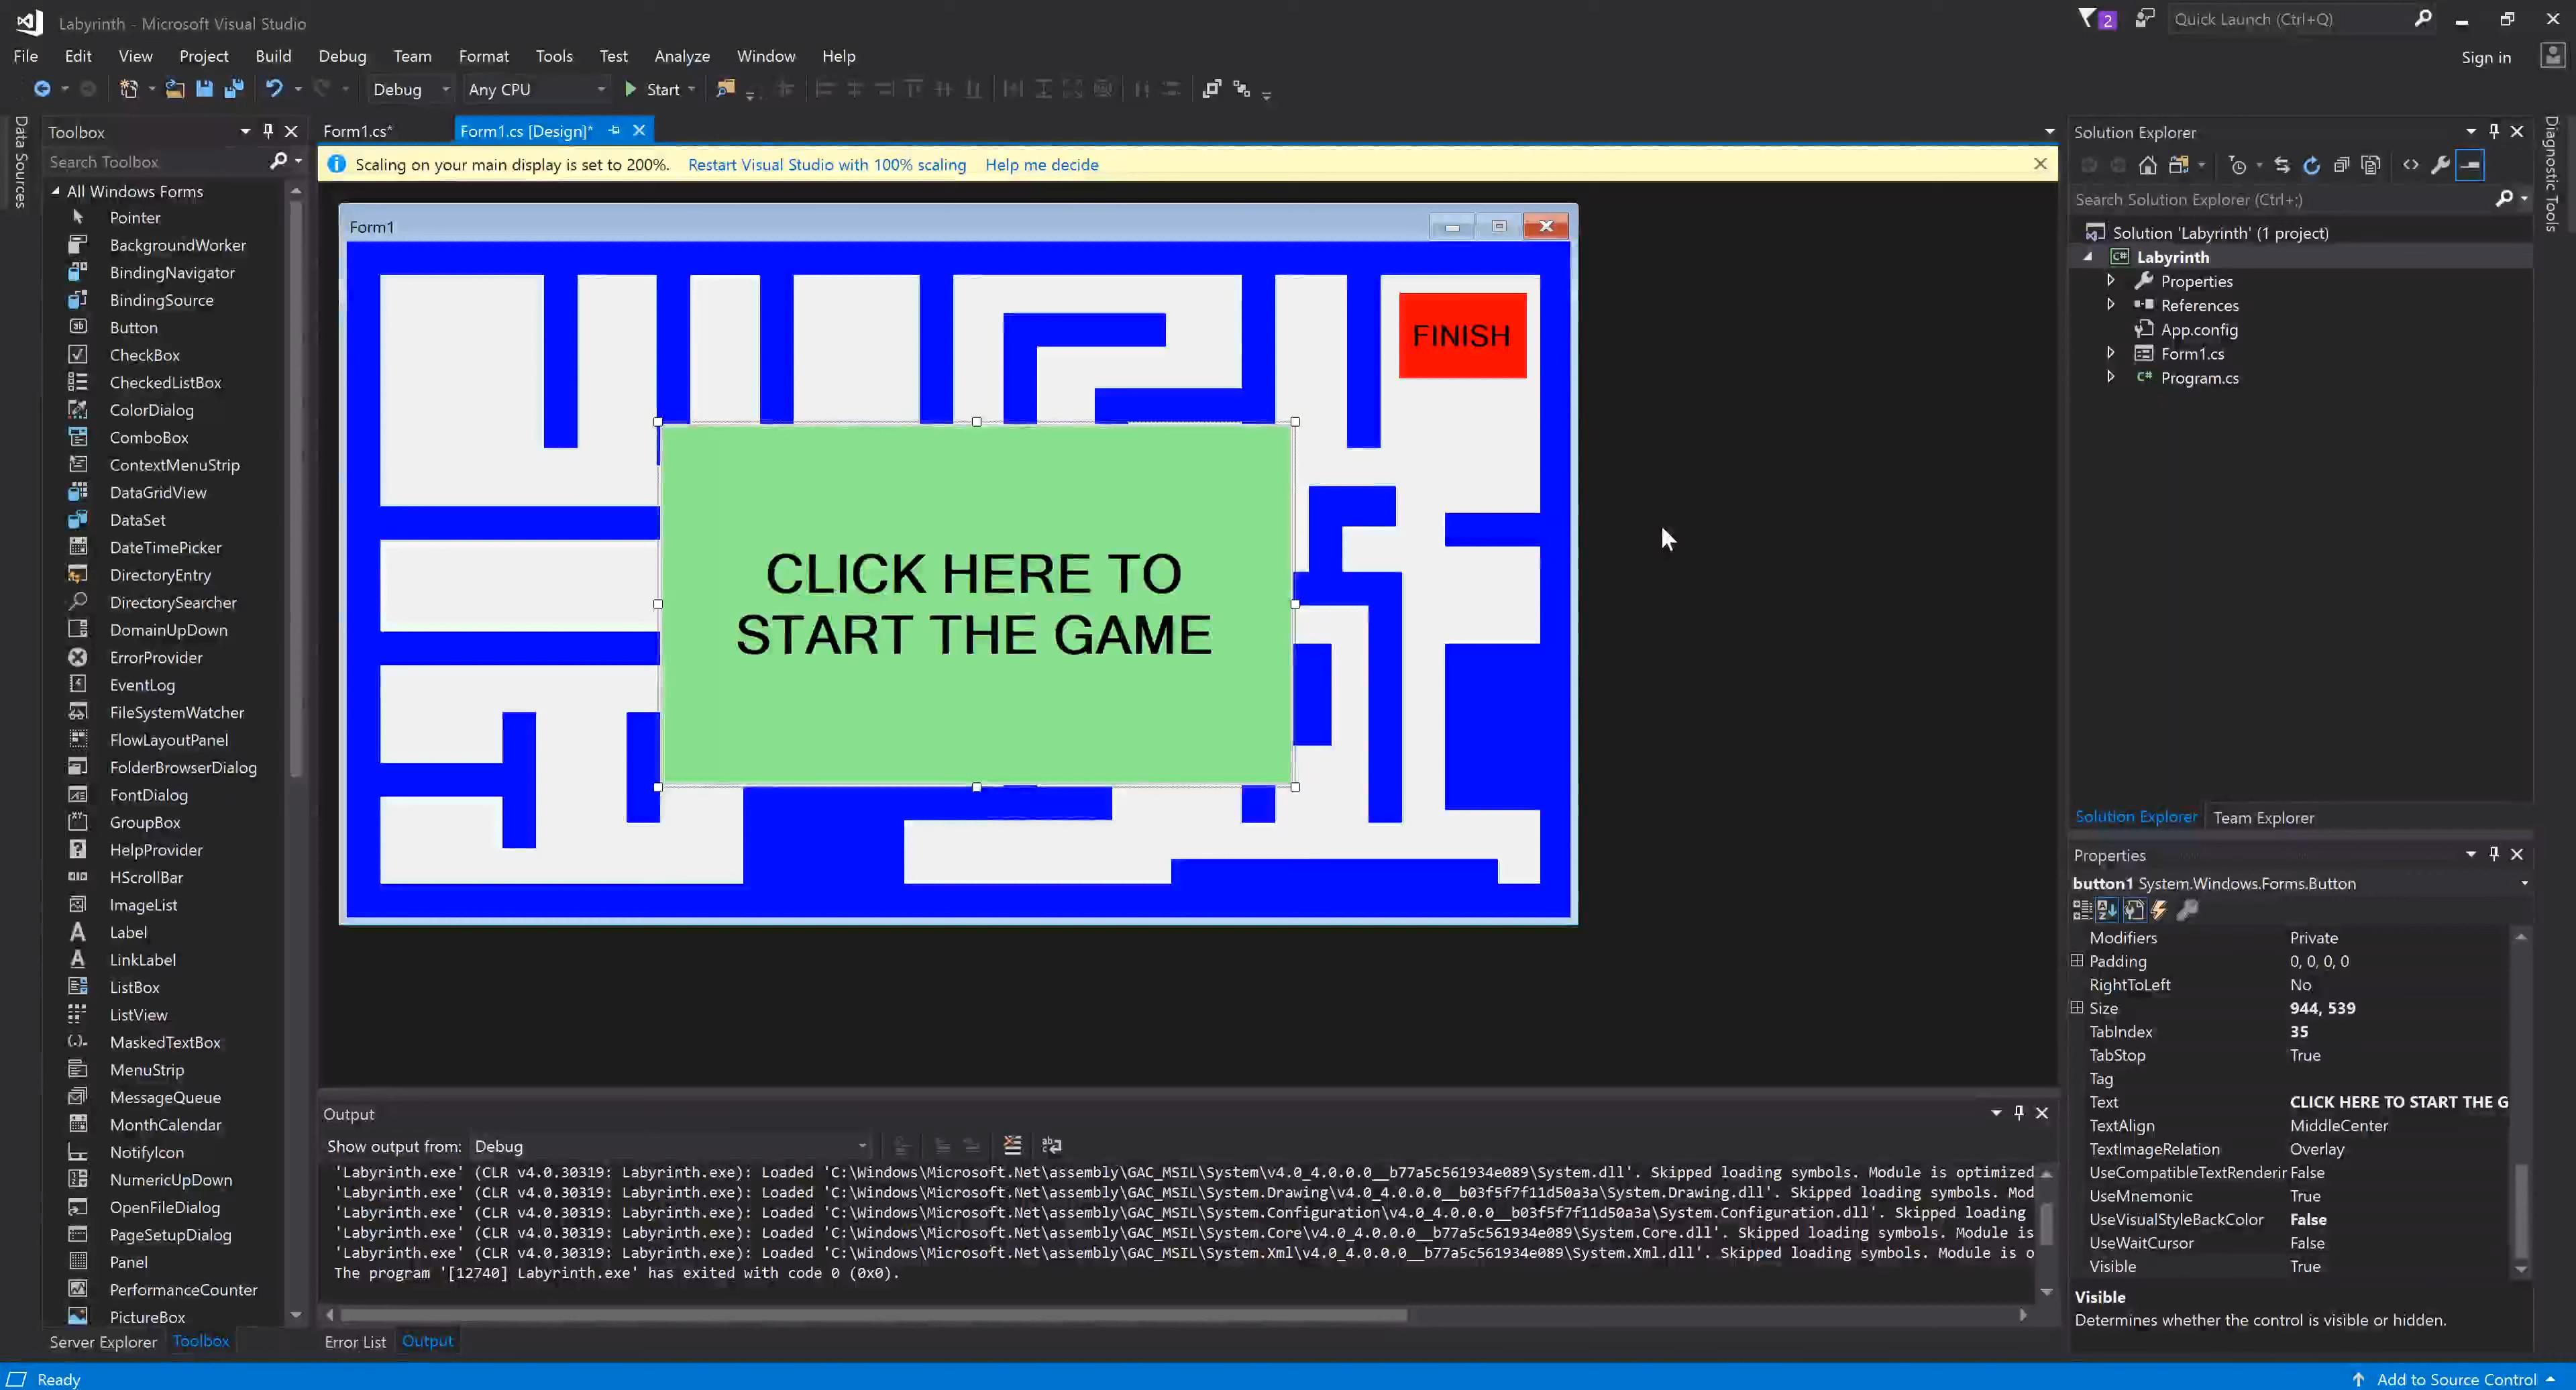 Labyrinth - Microsoft Visual Studio
2
Quick Launch (Ctrl+Q)
File Edit View Project Build Debug Team Format Tools Test Analyze Window Help
Sign in
Debug Any CPU Start
Data Sources
Toolbox
Search Toolbox
All Windows Forms
Pointer
BackgroundWorker
BindingNavigator
BindingSource
Button
CheckBox
CheckedListBox
ColorDialog
ComboBox
ContextMenuStrip
DataGridView
DataSet
DateTimePicker
DirectoryEntry
DirectorySearcher
DomainUpDown
ErrorProvider
EventLog
FileSystemWatcher
FlowLayoutPanel
FolderBrowserDialog
FontDialog
GroupBox
HelpProvider
HScrollBar
ImageList
Label
LinkLabel
ListBox
ListView
MaskedTextBox
MenuStrip
MessageQueue
MonthCalendar
NotifyIcon
NumericUpDown
OpenFileDialog
PageSetupDialog
Panel
PerformanceCounter
PictureBox
Server Explorer Toolbox
Form1.cs* Form1.cs [Design]*
Scaling on your main display is set to 200%. Restart Visual Studio with 100% scaling Help me decide
Form1
FINISH
CLICK HERE TO
START THE GAME
Output
Show output from: Debug
'Labyrinth.exe' (CLR v4.0.30319: Labyrinth.exe): Loaded 'C:\Windows\Microsoft.Net\assembly\GAC_MSIL\System\v4.0_4.0.0.0__b77a5c561934e089\System.dll'. Skipped loading symbols. Module is optimized
'Labyrinth.exe' (CLR v4.0.30319: Labyrinth.exe): Loaded 'C:\Windows\Microsoft.Net\assembly\GAC_MSIL\System.Drawing\v4.0_4.0.0.0__b03f5f7f11d50a3a\System.Drawing.dll'. Skipped loading symbols. Mod
'Labyrinth.exe' (CLR v4.0.30319: Labyrinth.exe): Loaded 'C:\Windows\Microsoft.Net\assembly\GAC_MSIL\System.Configuration\v4.0_4.0.0.0__b03f5f7f11d50a3a\System.Configuration.dll'. Skipped loading
'Labyrinth.exe' (CLR v4.0.30319: Labyrinth.exe): Loaded 'C:\Windows\Microsoft.Net\assembly\GAC_MSIL\System.Core\v4.0_4.0.0.0__b77a5c561934e089\System.Core.dll'. Skipped loading symbols. Module is
'Labyrinth.exe' (CLR v4.0.30319: Labyrinth.exe): Loaded 'C:\Windows\Microsoft.Net\assembly\GAC_MSIL\System.Xml\v4.0_4.0.0.0__b77a5c561934e089\System.Xml.dll'. Skipped loading symbols. Module is o
The program '[12740] Labyrinth.exe' has exited with code 0 (0x0).
Error List Output
Solution Explorer
Search Solution Explorer (Ctrl+;)
Solution 'Labyrinth' (1 project)
C# Labyrinth
Properties
References
App.config
Form1.cs
C# Program.cs
Solution Explorer Team Explorer
Diagnostic Tools
Properties
button1 System.Windows.Forms.Button
Modifiers Private
Padding 0, 0, 0, 0
RightToLeft No
Size 944, 539
TabIndex 35
TabStop True
Tag
Text CLICK HERE TO START THE G
TextAlign MiddleCenter
TextImageRelation Overlay
UseCompatibleTextRenderir False
UseMnemonic True
UseVisualStyleBackColor False
UseWaitCursor False
Visible True
Visible
Determines whether the control is visible or hidden.
Ready
Add to Source Control